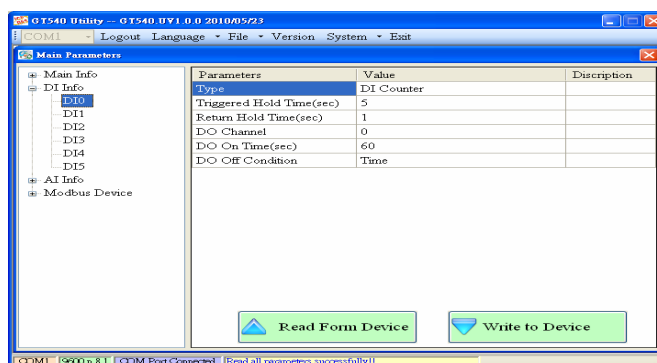 GT540 Utility -- GT540.UV1.0.0 2010/05/23
COM1 Logout Language File Version System Exit
Main Parameters
Main Info
DI Info
DI0
DI1
DI2
DI3
DI4
DI5
AI Info
Modbus Device
Parameters Value Discription
Type DI Counter
Triggered Hold Time(sec) 5
Return Hold Time(sec) 1
DO Channel 0
DO On Time(sec) 60
DO Off Condition Time
Read Form Device Write to Device
COM1 9600,n,8,1 COM Port Connected Read all parameters successfully!!